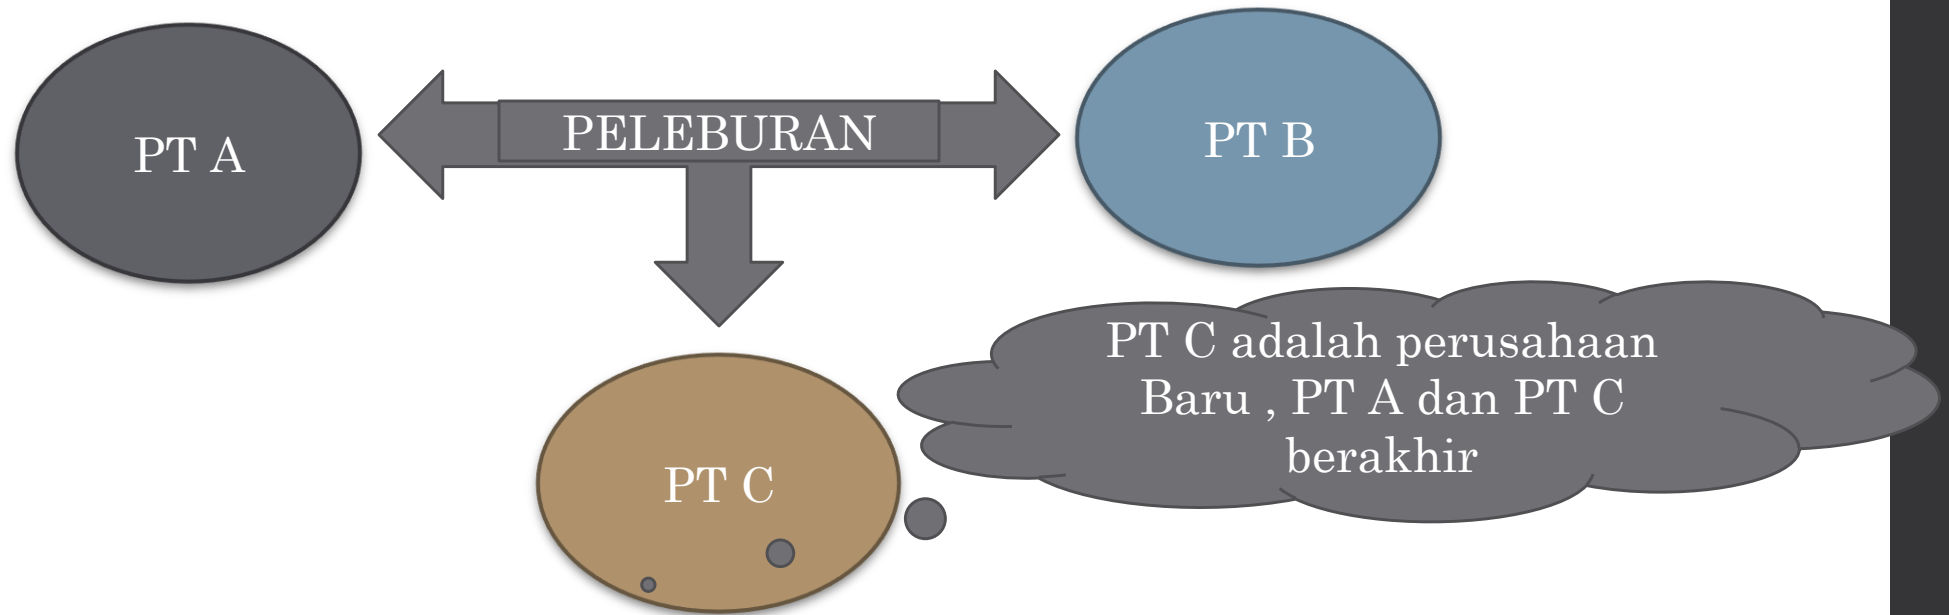 PT A
PELEBURAN
PT B
PT C adalah perusahaan
Baru , PT A dan PT C
berakhir
PT C